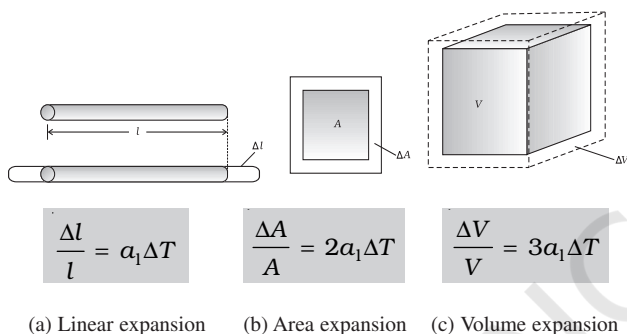 V
A
l
Δl
ΔA
ΔV
Δl/l = a₁ΔT
ΔA/A = 2a₁ΔT
ΔV/V = 3a₁ΔT
(a) Linear expansion (b) Area expansion (c) Volume expansion